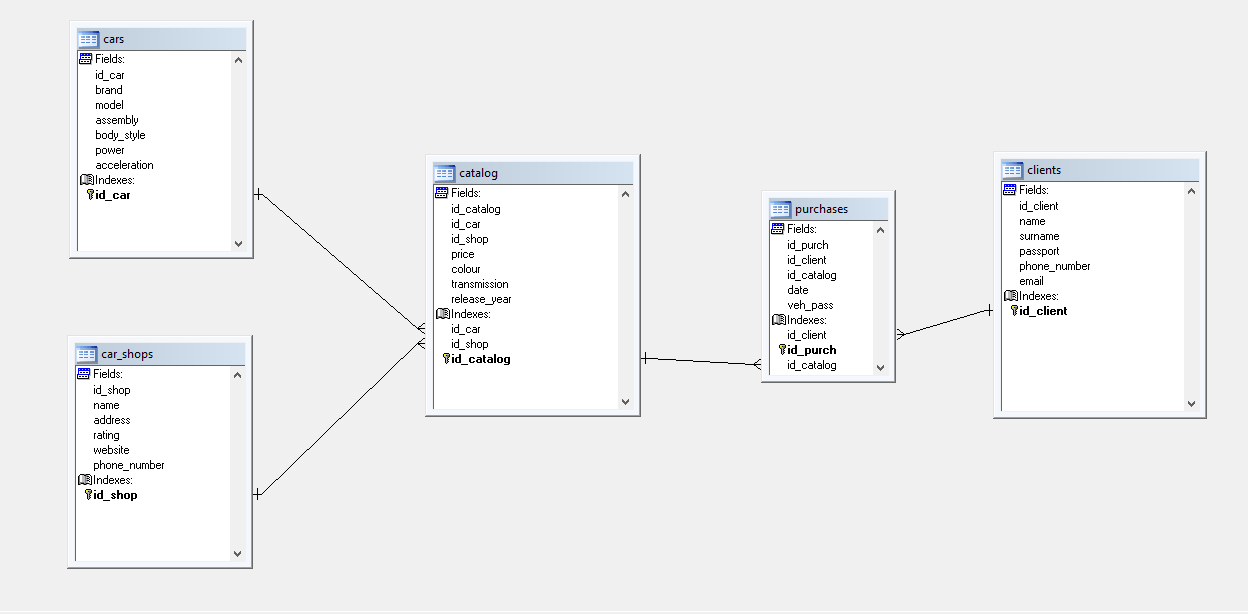 cars
Fields:
id_car
brand
model
assembly
body_style
power
acceleration
Indexes:
id_car
car_shops
Fields:
id_shop
name
address
rating
website
phone_number
Indexes:
id_shop
catalog
Fields:
id_catalog
id_car
id_shop
price
colour
transmission
release_year
Indexes:
id_car
id_shop
id_catalog
purchases
Fields:
id_purch
id_client
id_catalog
date
veh_pass
Indexes:
id_client
id_purch
id_catalog
clients
Fields:
id_client
name
surname
passport
phone_number
email
Indexes:
id_client